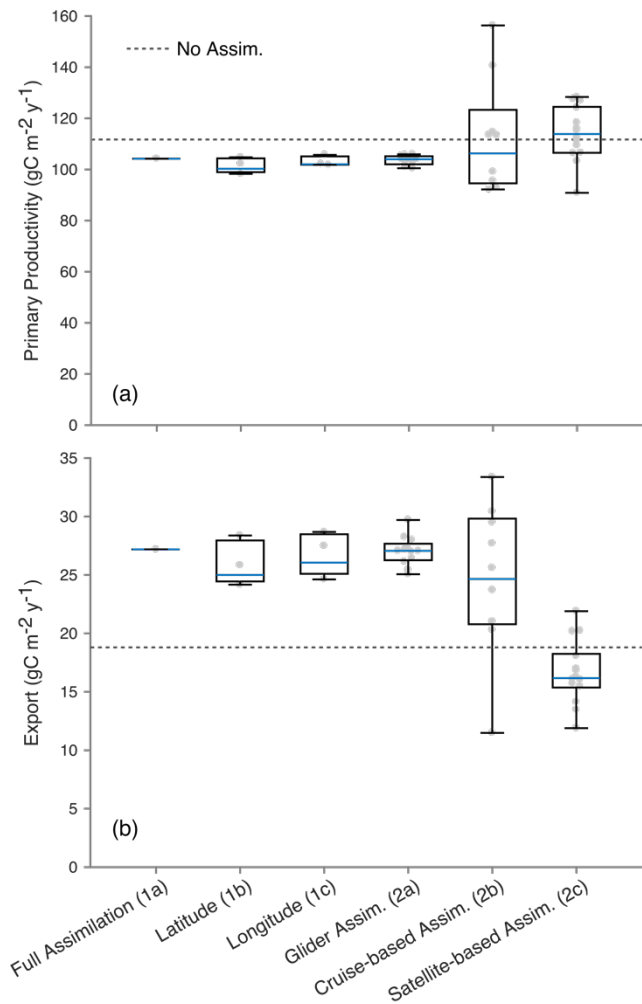 160
No Assim.
140
120
100
80
60
40
20
0
Primary Productivity (gC m-2 y-1)
(a)
35
30
25
20
15
10
5
0
Export (gC m-2 y-1)
(b)
Full Assimilation (1a)
Latitude (1b)
Longitude (1c)
Glider Assim. (2a)
Cruise-based Assim. (2b)
Satellite-based Assim. (2c)